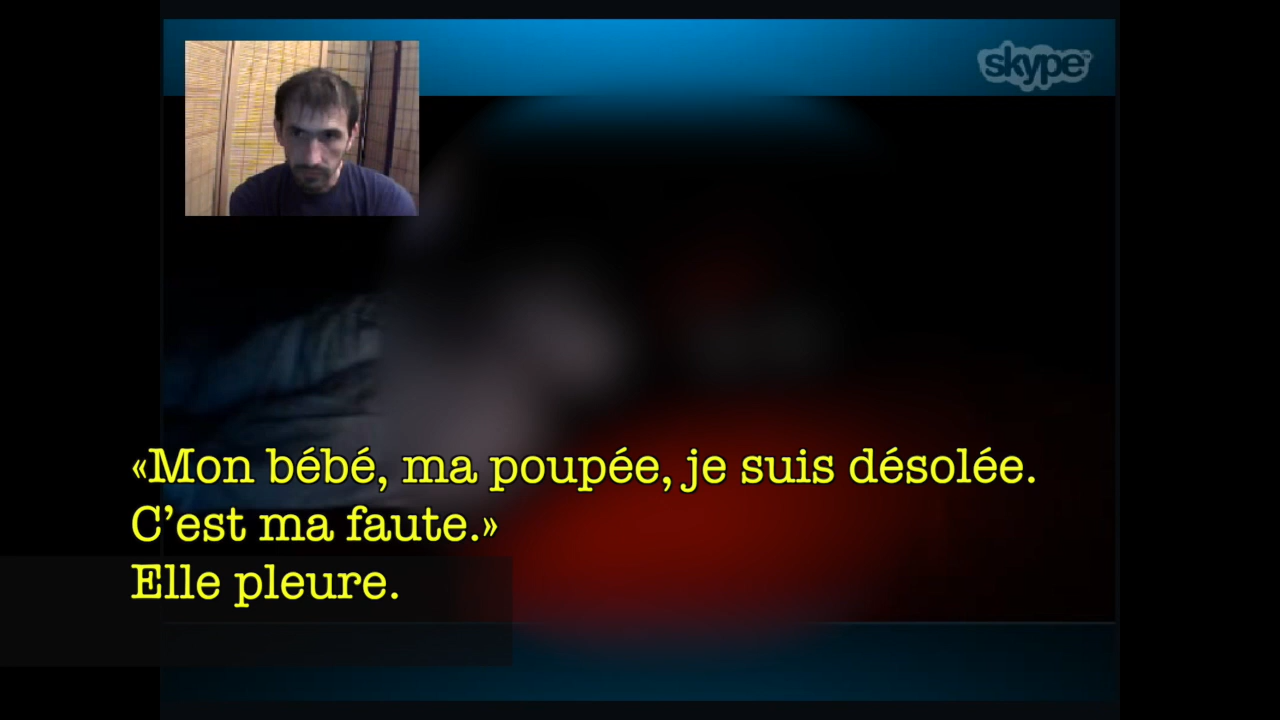 skype
«Mon bébé, ma poupée, je suis désolée.
C'est ma faute.»
Elle pleure.